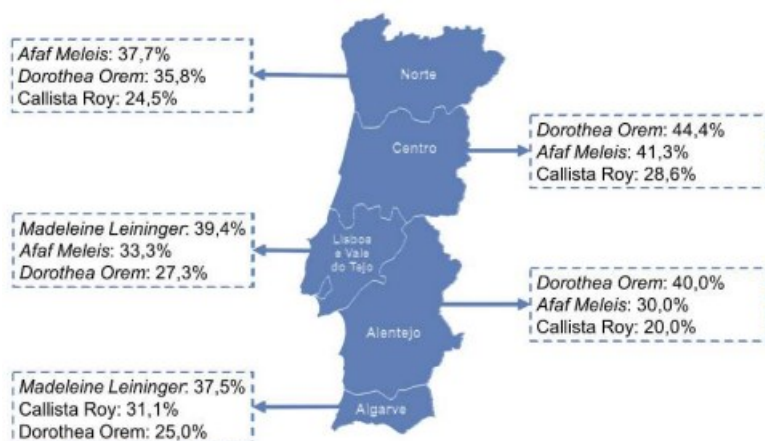 Afaf Meleis: 37,7%
Dorothea Orem: 35,8%
Callista Roy: 24,5%
Norte
Centro
Dorothea Orem: 44,4%
Afaf Meleis: 41,3%
Callista Roy: 28,6%
Madeleine Leininger: 39,4%
Afaf Meleis: 33,3%
Dorothea Orem: 27,3%
Lisboa
e Vale
do Tejo
Dorothea Orem: 40,0%
Afaf Meleis: 30,0%
Callista Roy: 20,0%
Alentejo
Madeleine Leininger: 37,5%
Callista Roy: 31,1%
Dorothea Orem: 25,0%
Algarve